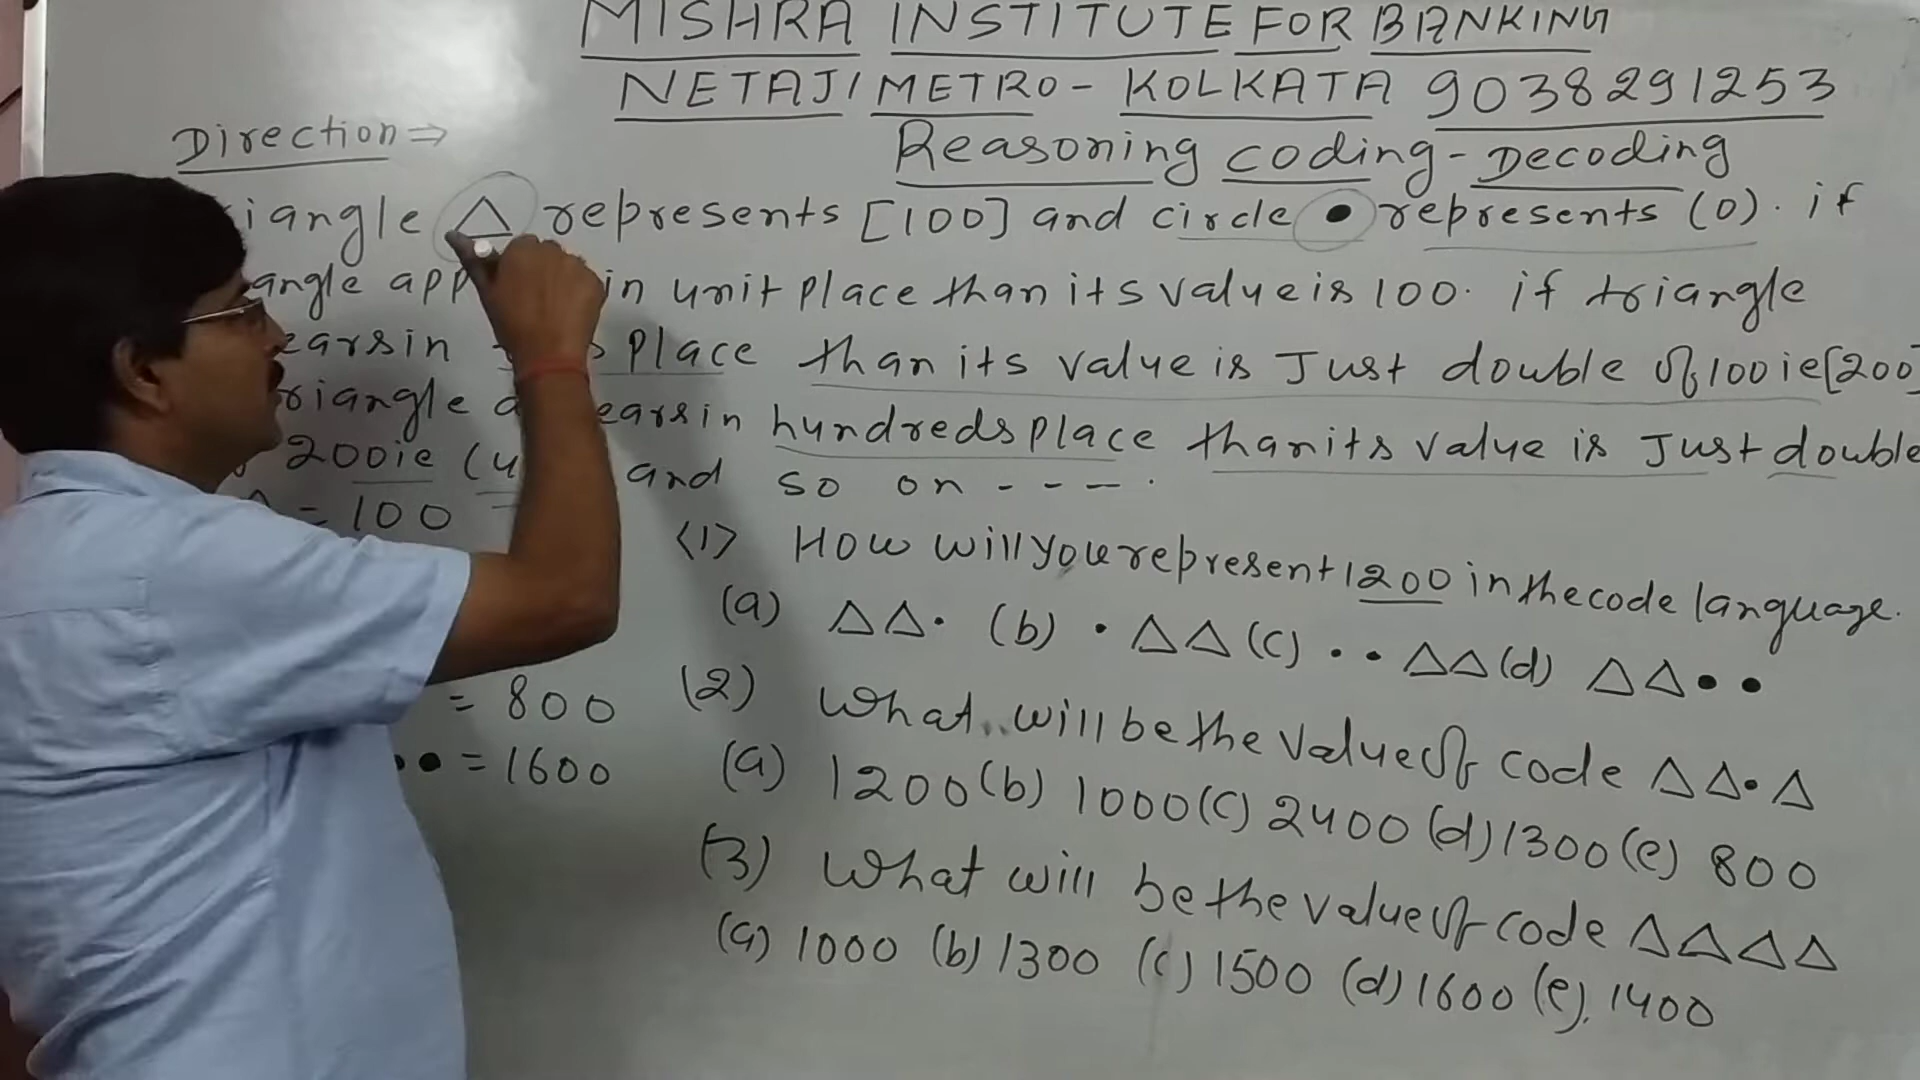 MISHRA INSTITUTE FOR BANKING
NETAJI METRO - KOLKATA 9038291253
Direction ⇒
Reasoning coding - Decoding
iangle △ represents [100] and circle ● represents (0). if
angle app in unit place than its value is 100. if triangle
earsin place than its value is Just double of 100 ie [200]
riangle a earsin hundreds place than its value is Just double
200 ie (4 and so on - - - .
△ = 100
<1> How will you represent 1200 in the code language.
(a) △△• (b) •△△ (c) ••△△ (d) △△●●
= 800
(2) What will be the value of code △△•△
●● = 1600
(a) 1200 (b) 1000 (c) 2400 (d) 1300 (e) 800
(3) What will be the value of code △△△△
(a) 1000 (b) 1300 (c) 1500 (d) 1600 (e). 1400